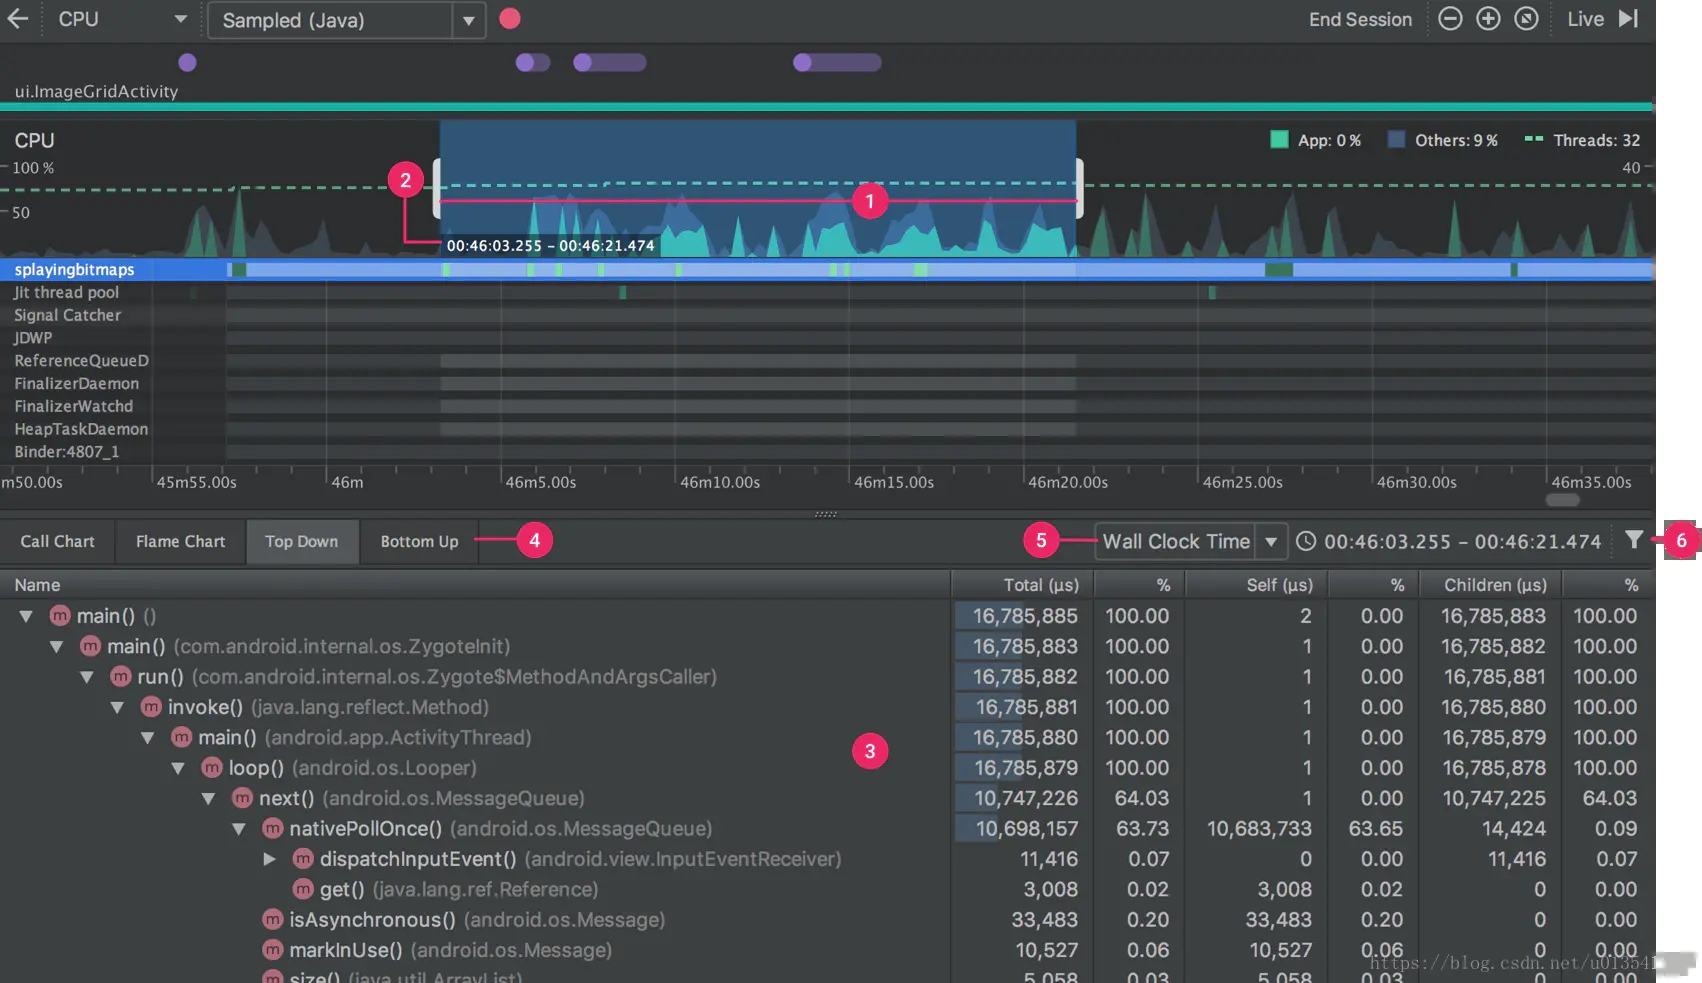 CPU Sampled (Java) End Session Live
ui.ImageGridActivity
CPU App: 0 % Others: 9 % Threads: 32
100 % 40
2
1
50
00:46:03.255 – 00:46:21.474
splayingbitmaps
Jit thread pool
Signal Catcher
JDWP
ReferenceQueueD
FinalizerDaemon
FinalizerWatchd
HeapTaskDaemon
Binder:4807_1
m50.00s 45m55.00s 46m 46m5.00s 46m10.00s 46m15.00s 46m20.00s 46m25.00s 46m30.00s 46m35.00s
Call Chart Flame Chart Top Down Bottom Up 4 5 Wall Clock Time 00:46:03.255 – 00:46:21.474 6
Name Total (μs) % Self (μs) % Children (μs) %
m main() () 16,785,885 100.00 2 0.00 16,785,883 100.00
m main() (com.android.internal.os.ZygoteInit) 16,785,883 100.00 1 0.00 16,785,882 100.00
m run() (com.android.internal.os.Zygote$MethodAndArgsCaller) 16,785,882 100.00 1 0.00 16,785,881 100.00
m invoke() (java.lang.reflect.Method) 16,785,881 100.00 1 0.00 16,785,880 100.00
m main() (android.app.ActivityThread) 16,785,880 100.00 1 0.00 16,785,879 100.00
3
m loop() (android.os.Looper) 16,785,879 100.00 1 0.00 16,785,878 100.00
m next() (android.os.MessageQueue) 10,747,226 64.03 1 0.00 10,747,225 64.03
m nativePollOnce() (android.os.MessageQueue) 10,698,157 63.73 10,683,733 63.65 14,424 0.09
m dispatchInputEvent() (android.view.InputEventReceiver) 11,416 0.07 0 0.00 11,416 0.07
m get() (java.lang.ref.Reference) 3,008 0.02 3,008 0.02 0 0.00
m isAsynchronous() (android.os.Message) 33,483 0.20 33,483 0.20 0 0.00
m markInUse() (android.os.Message) 10,527 0.06 10,527 0.06 0 0.00
https://blog.csdn.net/u013541
m size() (java.util.ArrayList) 5,058 0.03 5,058 0.03 0 0.00